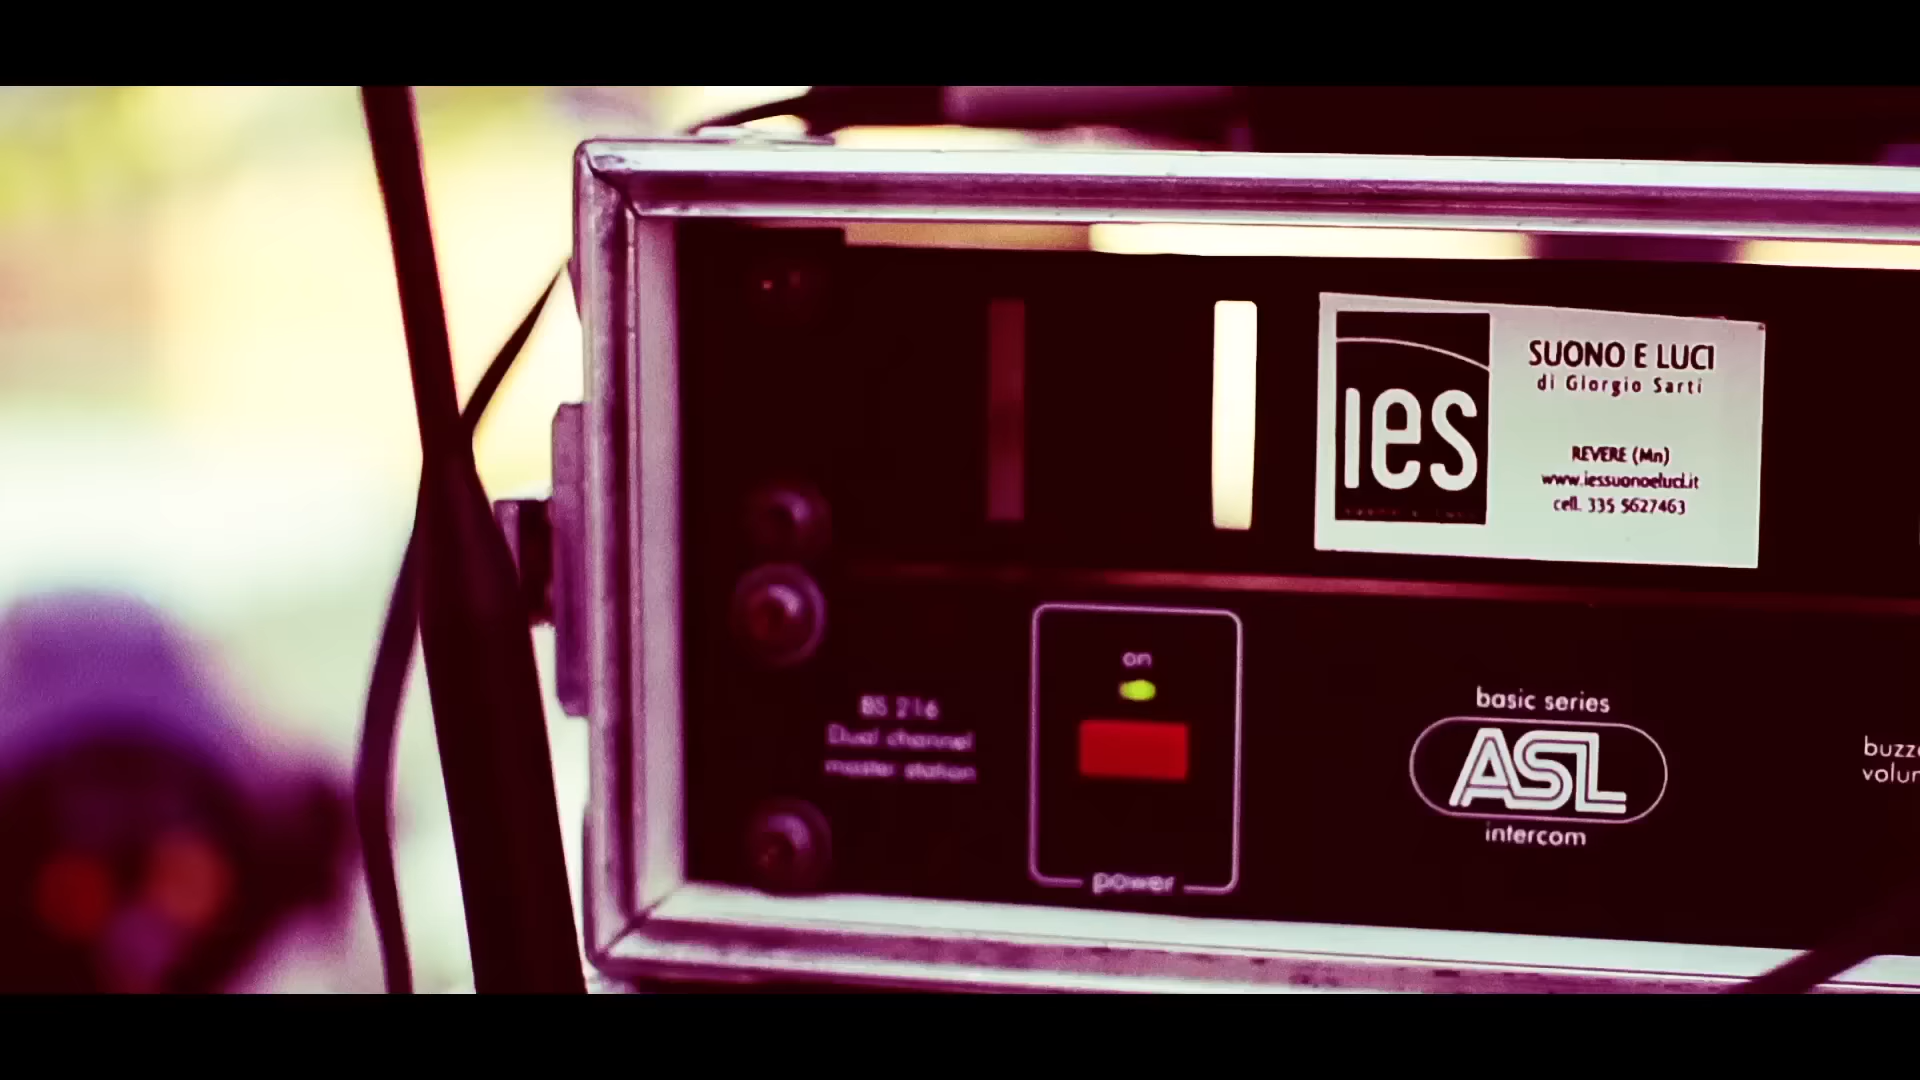 ies
SUONO E LUCI
di Giorgio Sarti
REVERE (Mn)
www.iessuonoeluci.it
cell. 335 5627463
BS 216
Dual channel
master station
on
power
basic series
ASL
intercom